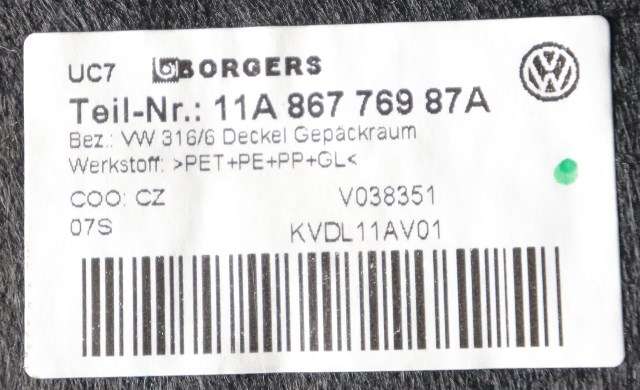 UC7 BORGERS
Teil-Nr.: 11A 867 769 87A
Bez.: VW 316/6 Deckel Gepäckraum
Werkstoff: >PET+PE+PP+GL<
COO: CZ V038351
07S KVDL11AV01